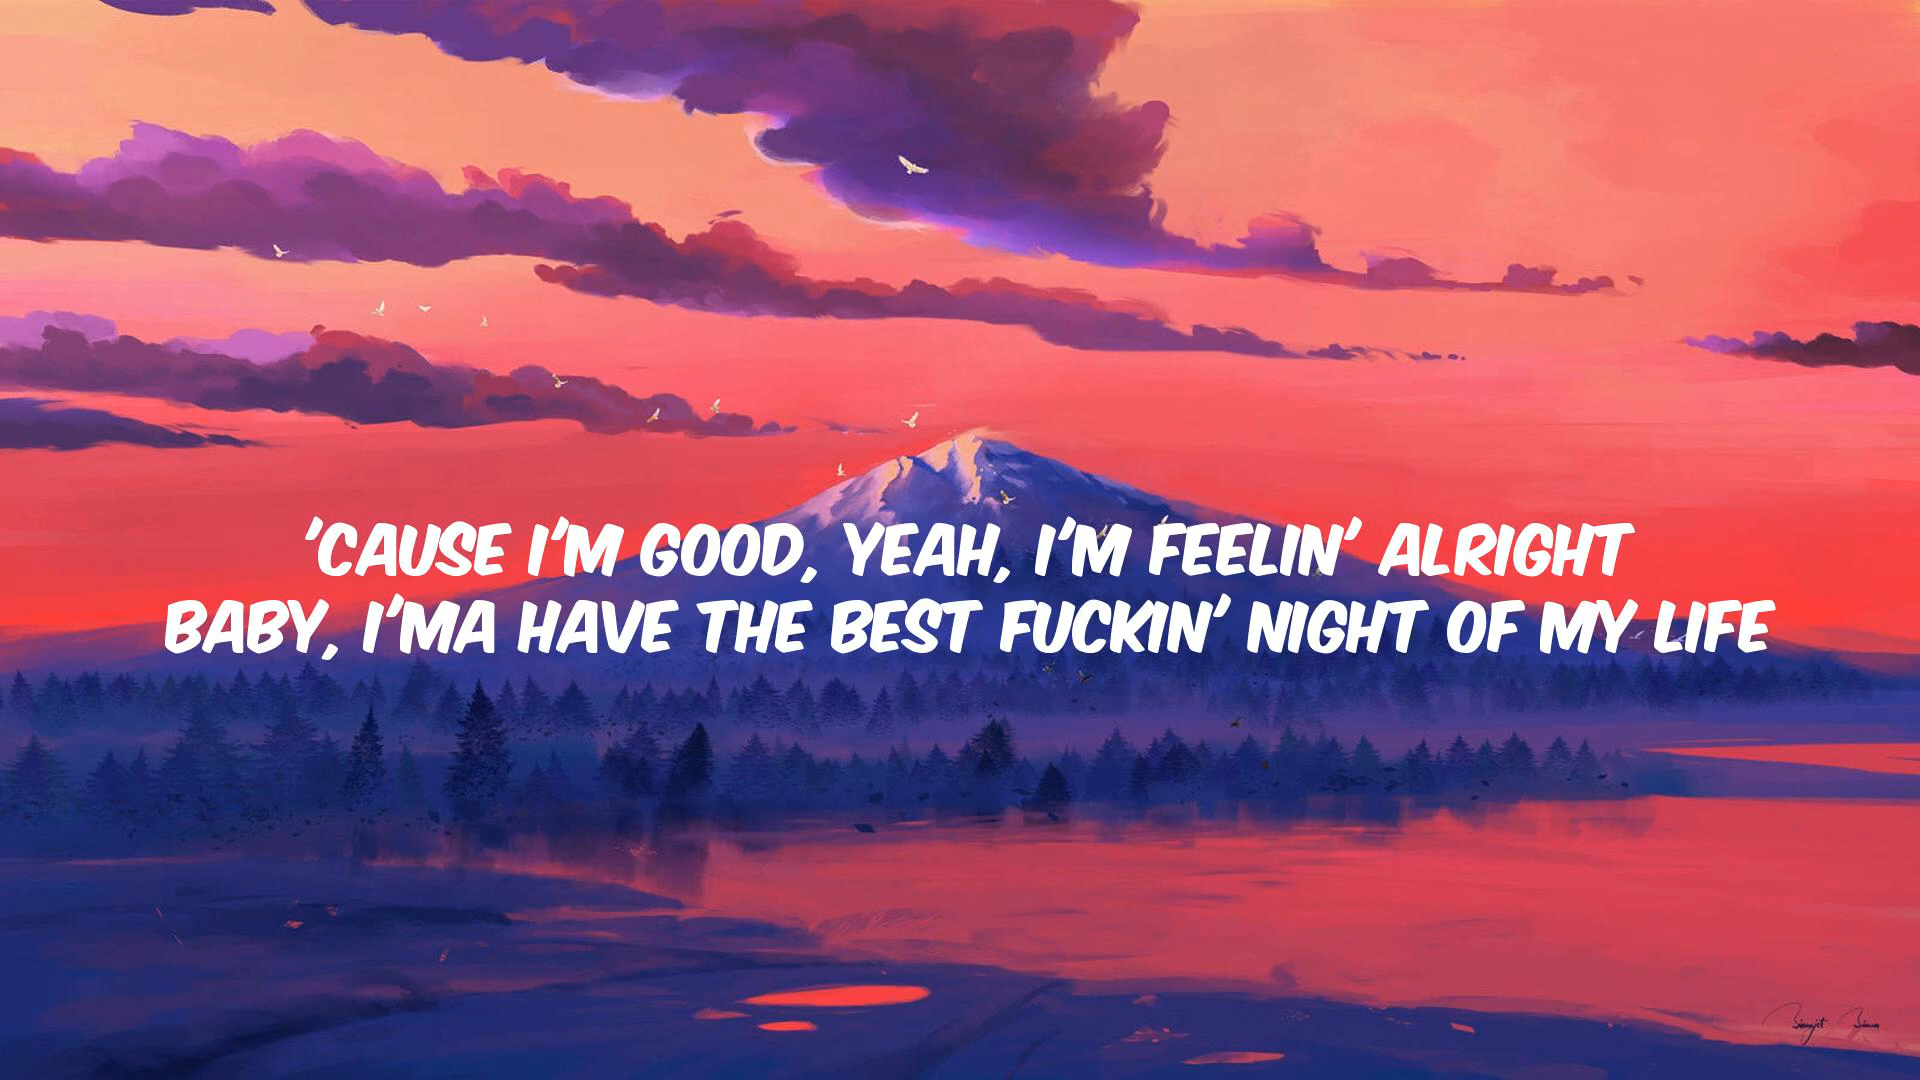 'CAUSE I'M GOOD, YEAH, I'M FEELIN' ALRIGHT
BABY, I'MA HAVE THE BEST FUCKIN' NIGHT OF MY LIFE